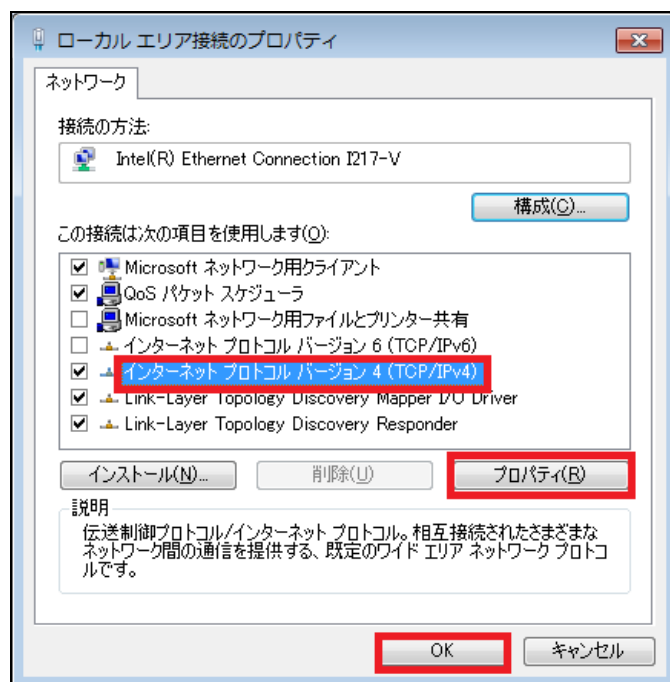 ローカル エリア接続のプロパティ
ネットワーク
接続の方法:
Intel(R) Ethernet Connection I217-V
構成(C)...
この接続は次の項目を使用します(O):
Microsoft ネットワーク用クライアント
QoS パケット スケジューラ
Microsoft ネットワーク用ファイルとプリンター共有
インターネット プロトコル バージョン 6 (TCP/IPv6)
インターネット プロトコル バージョン 4 (TCP/IPv4)
Link-Layer Topology Discovery Mapper I/O Driver
Link-Layer Topology Discovery Responder
インストール(N)...
削除(U)
プロパティ(R)
説明
伝送制御プロトコル/インターネット プロトコル。相互接続されたさまざまな
ネットワーク間の通信を提供する、既定のワイド エリア ネットワーク プロトコ
ルです。
OK
キャンセル